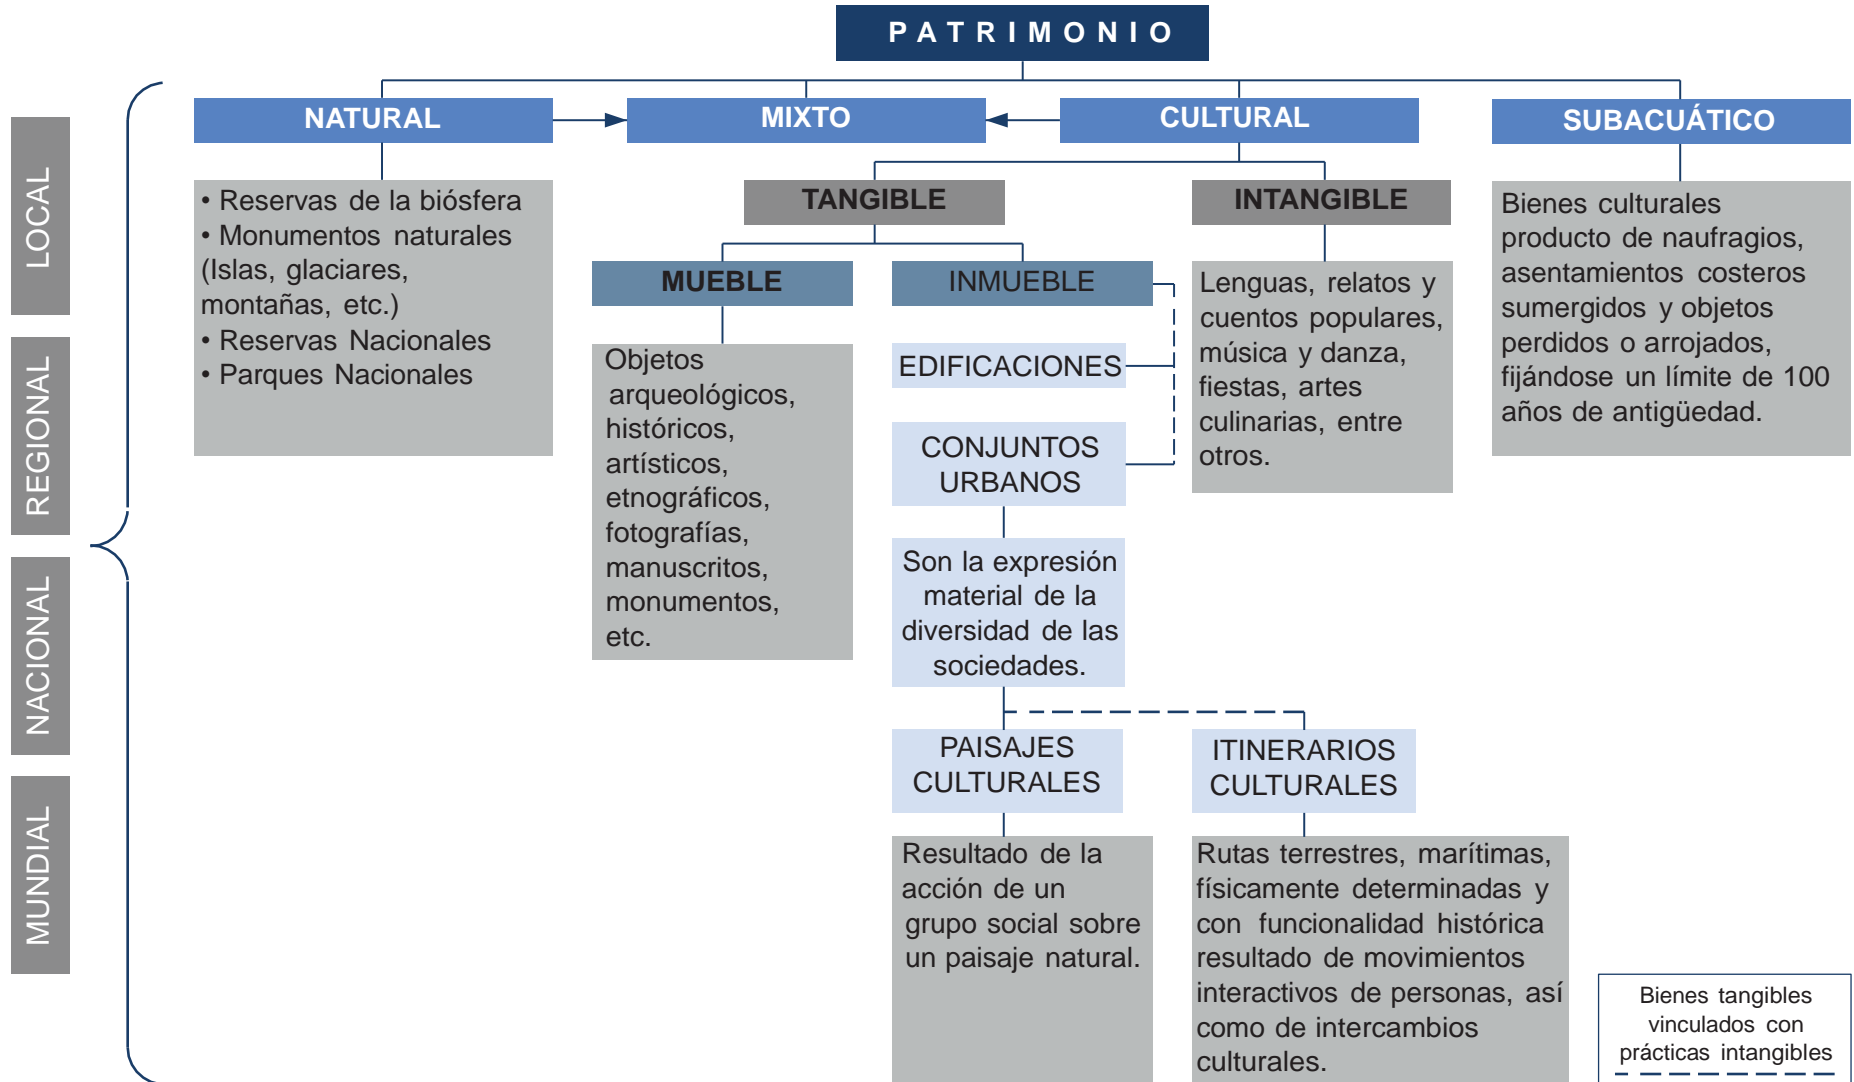 PATRIMONIO
NATURAL
MIXTO
CULTURAL
SUBACUÁTICO
LOCAL
REGIONAL
NACIONAL
MUNDIAL
• Reservas de la biósfera
• Monumentos naturales
(Islas, glaciares,
montañas, etc.)
• Reservas Nacionales
• Parques Nacionales
TANGIBLE
INTANGIBLE
MUEBLE
INMUEBLE
Objetos
arqueológicos,
históricos,
artísticos,
etnográficos,
fotografías,
manuscritos,
monumentos,
etc.
EDIFICACIONES
CONJUNTOS
URBANOS
Son la expresión
material de la
diversidad de las
sociedades.
PAISAJES
CULTURALES
Resultado de la
acción de un
grupo social sobre
un paisaje natural.
ITINERARIOS
CULTURALES
Rutas terrestres, marítimas,
físicamente determinadas y
con funcionalidad histórica
resultado de movimientos
interactivos de personas, así
como de intercambios
culturales.
Lenguas, relatos y
cuentos populares,
música y danza,
fiestas, artes
culinarias, entre
otros.
Bienes culturales
producto de naufragios,
asentamientos costeros
sumergidos y objetos
perdidos o arrojados,
fijándose un límite de 100
años de antigüedad.
Bienes tangibles
vinculados con
prácticas intangibles